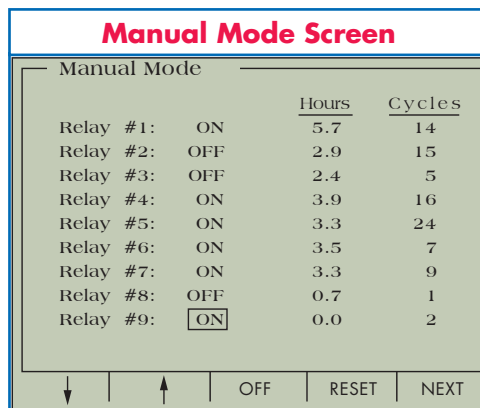 Manual Mode Screen
Manual Mode
Hours Cycles
Relay #1: ON 5.7 14
Relay #2: OFF 2.9 15
Relay #3: OFF 2.4 5
Relay #4: ON 3.9 16
Relay #5: ON 3.3 24
Relay #6: ON 3.5 7
Relay #7: ON 3.3 9
Relay #8: OFF 0.7 1
Relay #9: ON 0.0 2
OFF RESET NEXT